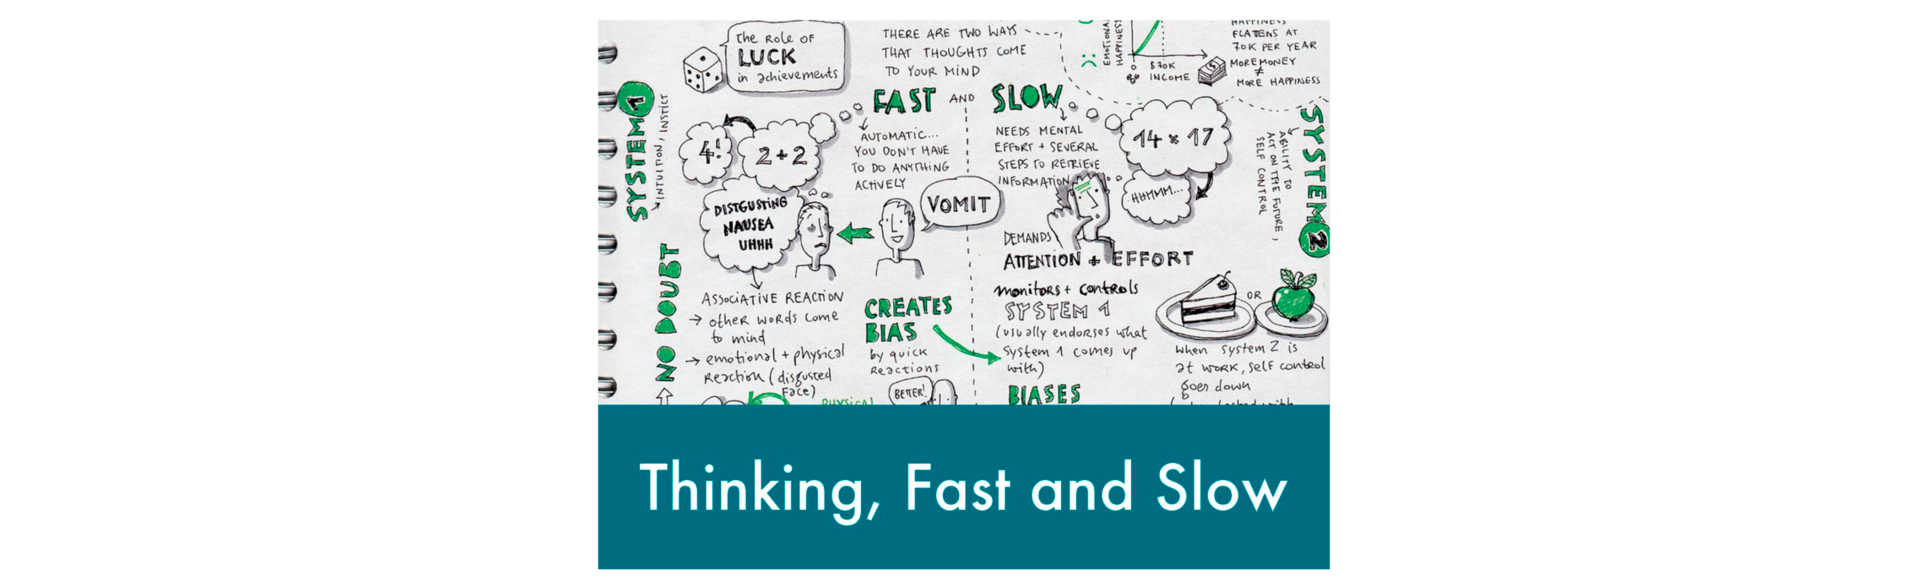 The Role of
LUCK
in achievements
THERE ARE TWO WAYS
THAT THOUGHTS COME
TO YOUR MIND
FAST AND SLOW
EMOTIONAL
HAPPINESS
$70K
INCOME
HAPPINESS
FLATENS AT
70K PER YEAR
MORE MONEY
≠
MORE HAPPINESS
SYSTEM 1
INTUITION, INSTICT
4!
2+2
AUTOMATIC...
YOU DON'T HAVE
TO DO ANYTHING
ACTIVELY
NEEDS MENTAL
EFFORT + SEVERAL
STEPS TO RETRIEVE
INFORMATION
14 x 17
HHMMM...
SYSTEM 2
ABILITY TO
ACT ON THE FUTURE,
SELF CONTROL
DISTGUSTING
NAUSEA
UHHH
VOMIT
DEMANDS
ATTENTION + EFFORT
monitors + controls
SYSTEM 1
(usually endorses what
System 1 comes up
with)
BIASES
NO DOUBT
ASSOCIATIVE REACTION
→ other words come
to mind
→ emotional + physical
Reaction (disgusted
Face)
CREATES
BIAS
by quick
Reactions
BETTER!
PHYSICAL
OR
When system 2 is
at work, self control
goes down
Thinking, Fast and Slow